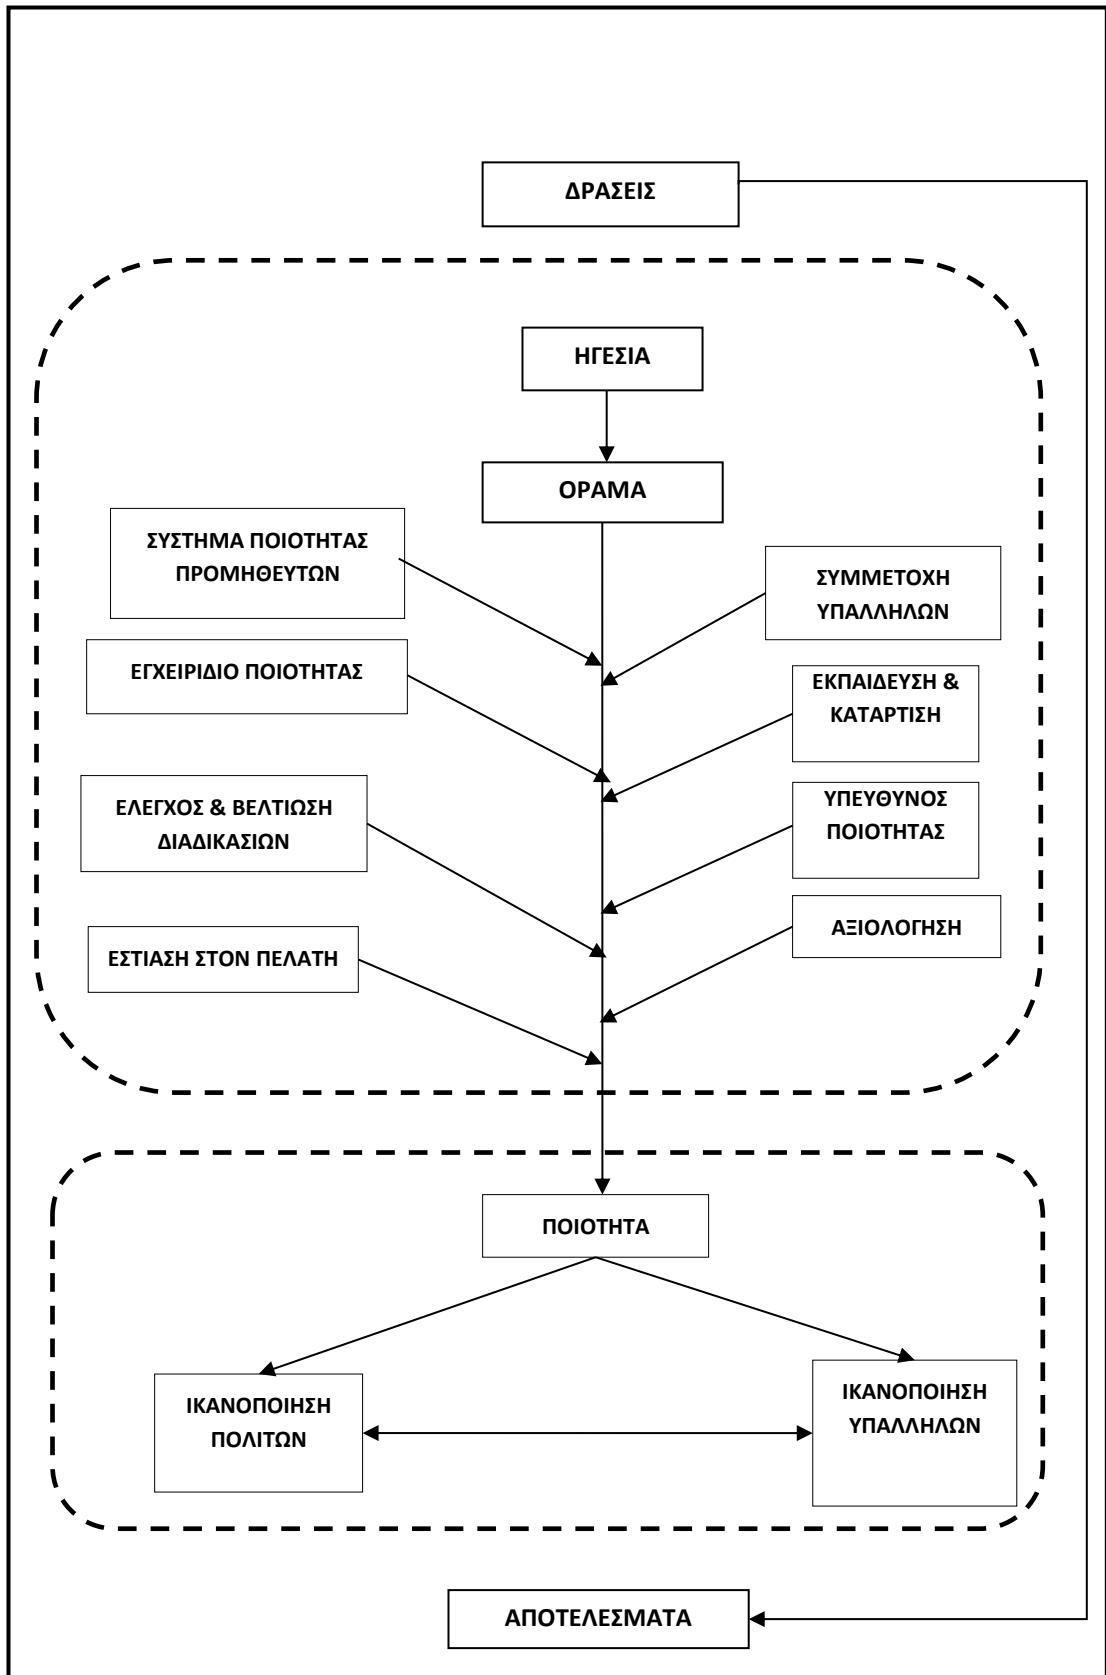 ΔΡΑΣΕΙΣ
ΗΓΕΣΙΑ
ΟΡΑΜΑ
ΣΥΣΤΗΜΑ ΠΟΙΟΤΗΤΑΣ
ΠΡΟΜΗΘΕΥΤΩΝ
ΣΥΜΜΕΤΟΧΗ
ΥΠΑΛΛΗΛΩΝ
ΕΓΧΕΙΡΙΔΙΟ ΠΟΙΟΤΗΤΑΣ
ΕΚΠΑΙΔΕΥΣΗ &
ΚΑΤΑΡΤΙΣΗ
ΕΛΕΓΧΟΣ & ΒΕΛΤΙΩΣΗ
ΔΙΑΔΙΚΑΣΙΩΝ
ΥΠΕΥΘΥΝΟΣ
ΠΟΙΟΤΗΤΑΣ
ΕΣΤΙΑΣΗ ΣΤΟΝ ΠΕΛΑΤΗ
ΑΞΙΟΛΟΓΗΣΗ
ΠΟΙΟΤΗΤΑ
ΙΚΑΝΟΠΟΙΗΣΗ
ΠΟΛΙΤΩΝ
ΙΚΑΝΟΠΟΙΗΣΗ
ΥΠΑΛΛΗΛΩΝ
ΑΠΟΤΕΛΕΣΜΑΤΑ